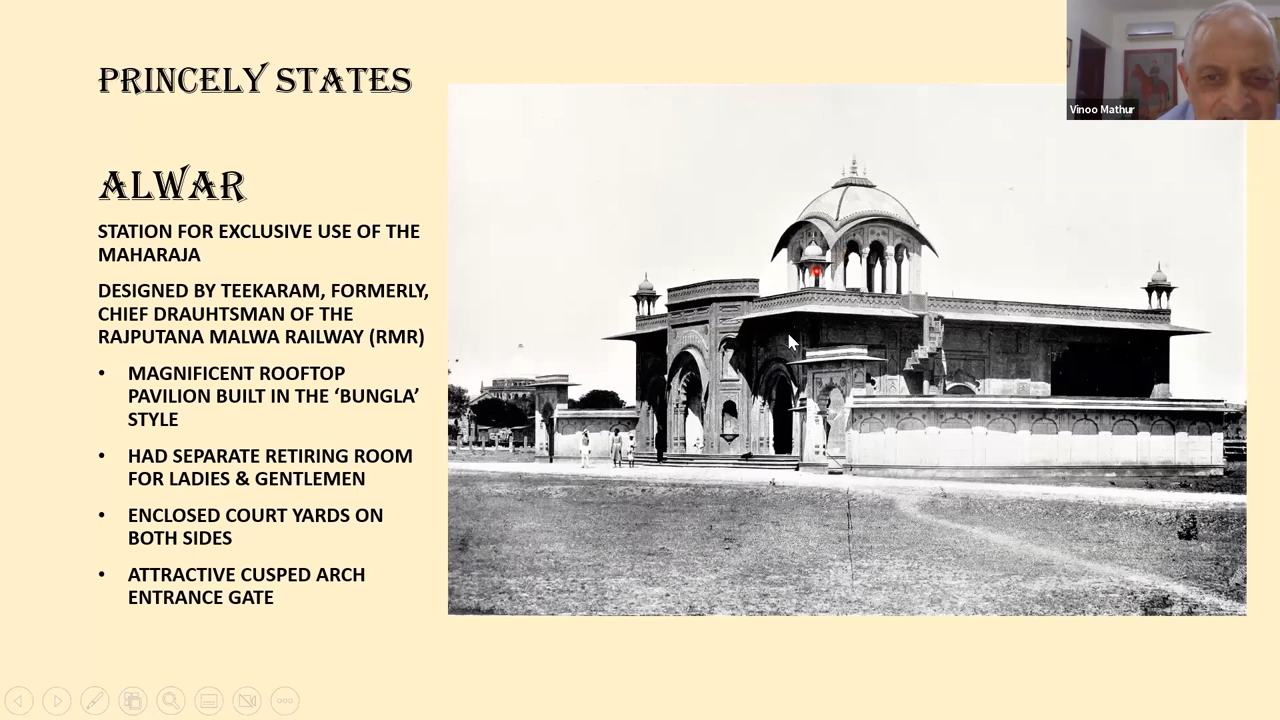 PRINCELY STATES
ALWAR
STATION FOR EXCLUSIVE USE OF THE
MAHARAJA
DESIGNED BY TEEKARAM, FORMERLY,
CHIEF DRAUHTSMAN OF THE
RAJPUTANA MALWA RAILWAY (RMR)
• MAGNIFICENT ROOFTOP
PAVILION BUILT IN THE ‘BUNGLA’
STYLE
• HAD SEPARATE RETIRING ROOM
FOR LADIES & GENTLEMEN
• ENCLOSED COURT YARDS ON
BOTH SIDES
• ATTRACTIVE CUSPED ARCH
ENTRANCE GATE
Vinoo Mathur